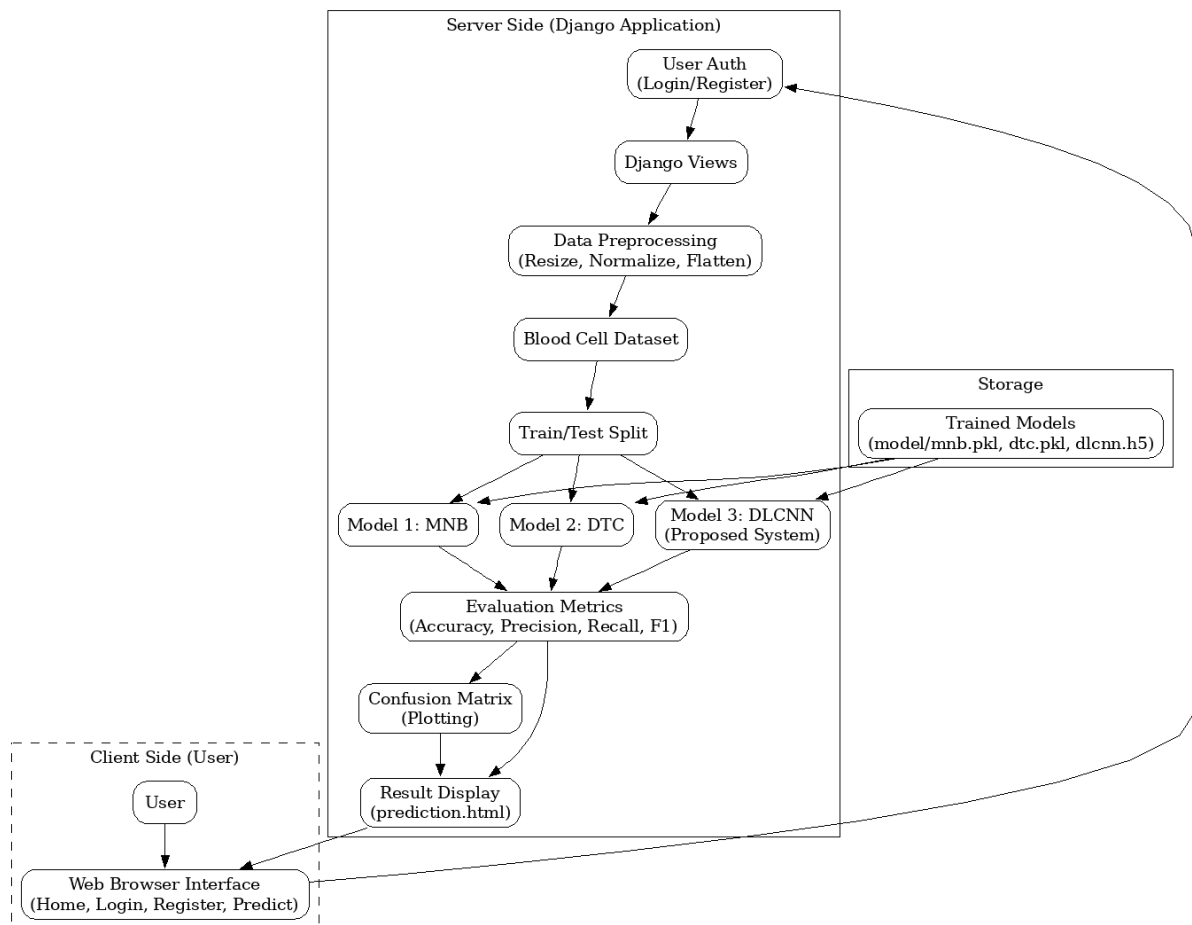 Server Side (Django Application)
User Auth
(Login/Register)
Django Views
Data Preprocessing
(Resize, Normalize, Flatten)
Blood Cell Dataset
Train/Test Split
Storage
Trained Models
(model/mnb.pkl, dtc.pkl, dlcnn.h5)
Model 1: MNB
Model 2: DTC
Model 3: DLCNN
(Proposed System)
Evaluation Metrics
(Accuracy, Precision, Recall, F1)
Confusion Matrix
(Plotting)
Result Display
(prediction.html)
Client Side (User)
User
Web Browser Interface
(Home, Login, Register, Predict)